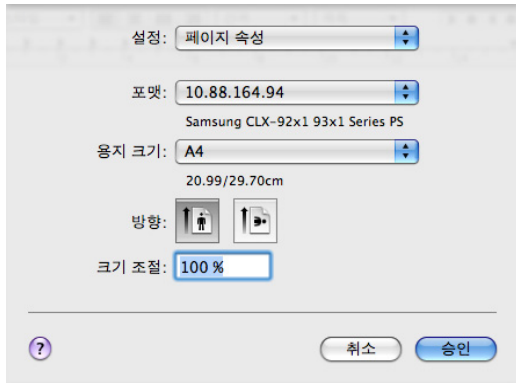 설정: 페이지 속성
포맷: 10.88.164.94
Samsung CLX-92x1 93x1 Series PS
용지 크기: A4
20.99/29.70cm
방향:
크기 조절: 100 %
? 취소 승인